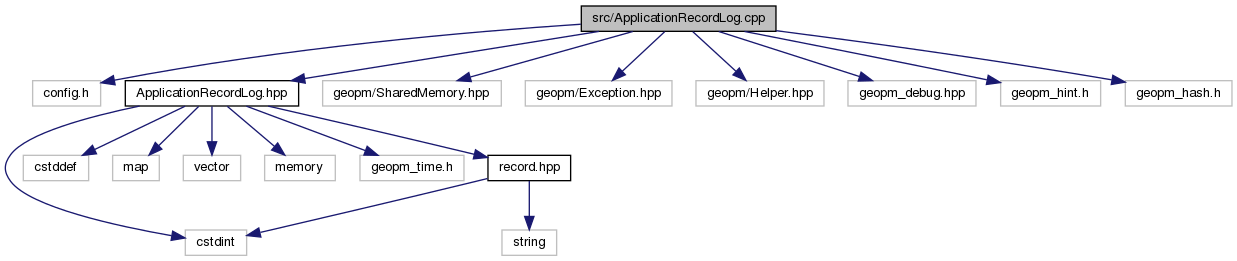 src/ApplicationRecordLog.cpp
config.h
ApplicationRecordLog.hpp
geopm/SharedMemory.hpp
geopm/Exception.hpp
geopm/Helper.hpp
geopm_debug.hpp
geopm_hint.h
geopm_hash.h
cstddef
map
vector
memory
geopm_time.h
record.hpp
cstdint
string